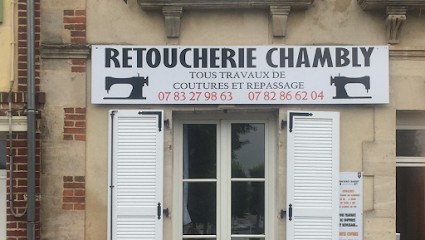 RETOUCHERIE CHAMBLY
TOUS TRAVAUX DE
COUTURES ET REPASSAGE
07 83 27 98 63 07 82 86 62 04